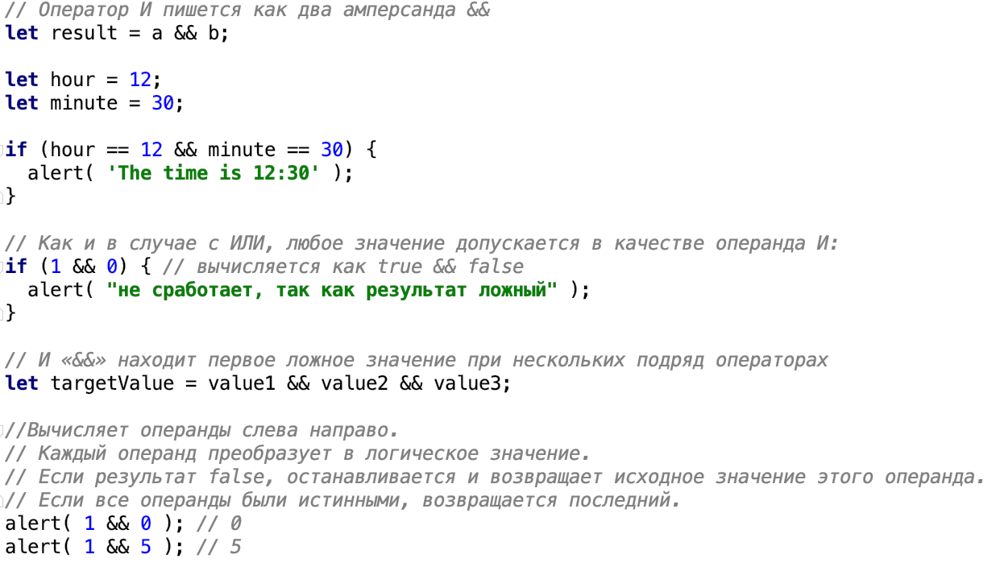 // Оператор И пишется как два амперсанда &&
let result = a && b;
let hour = 12;
let minute = 30;
if (hour == 12 && minute == 30) {
  alert( 'The time is 12:30' );
}
// Как и в случае с ИЛИ, любое значение допускается в качестве операнда И:
if (1 && 0) { // вычисляется как true && false
  alert( "не сработает, так как результат ложный" );
}
// И «&&» находит первое ложное значение при нескольких подряд операторах
let targetValue = value1 && value2 && value3;
//Вычисляет операнды слева направо.
// Каждый операнд преобразует в логическое значение.
// Если результат false, останавливается и возвращает исходное значение этого операнда.
// Если все операнды были истинными, возвращается последний.
alert( 1 && 0 ); // 0
alert( 1 && 5 ); // 5